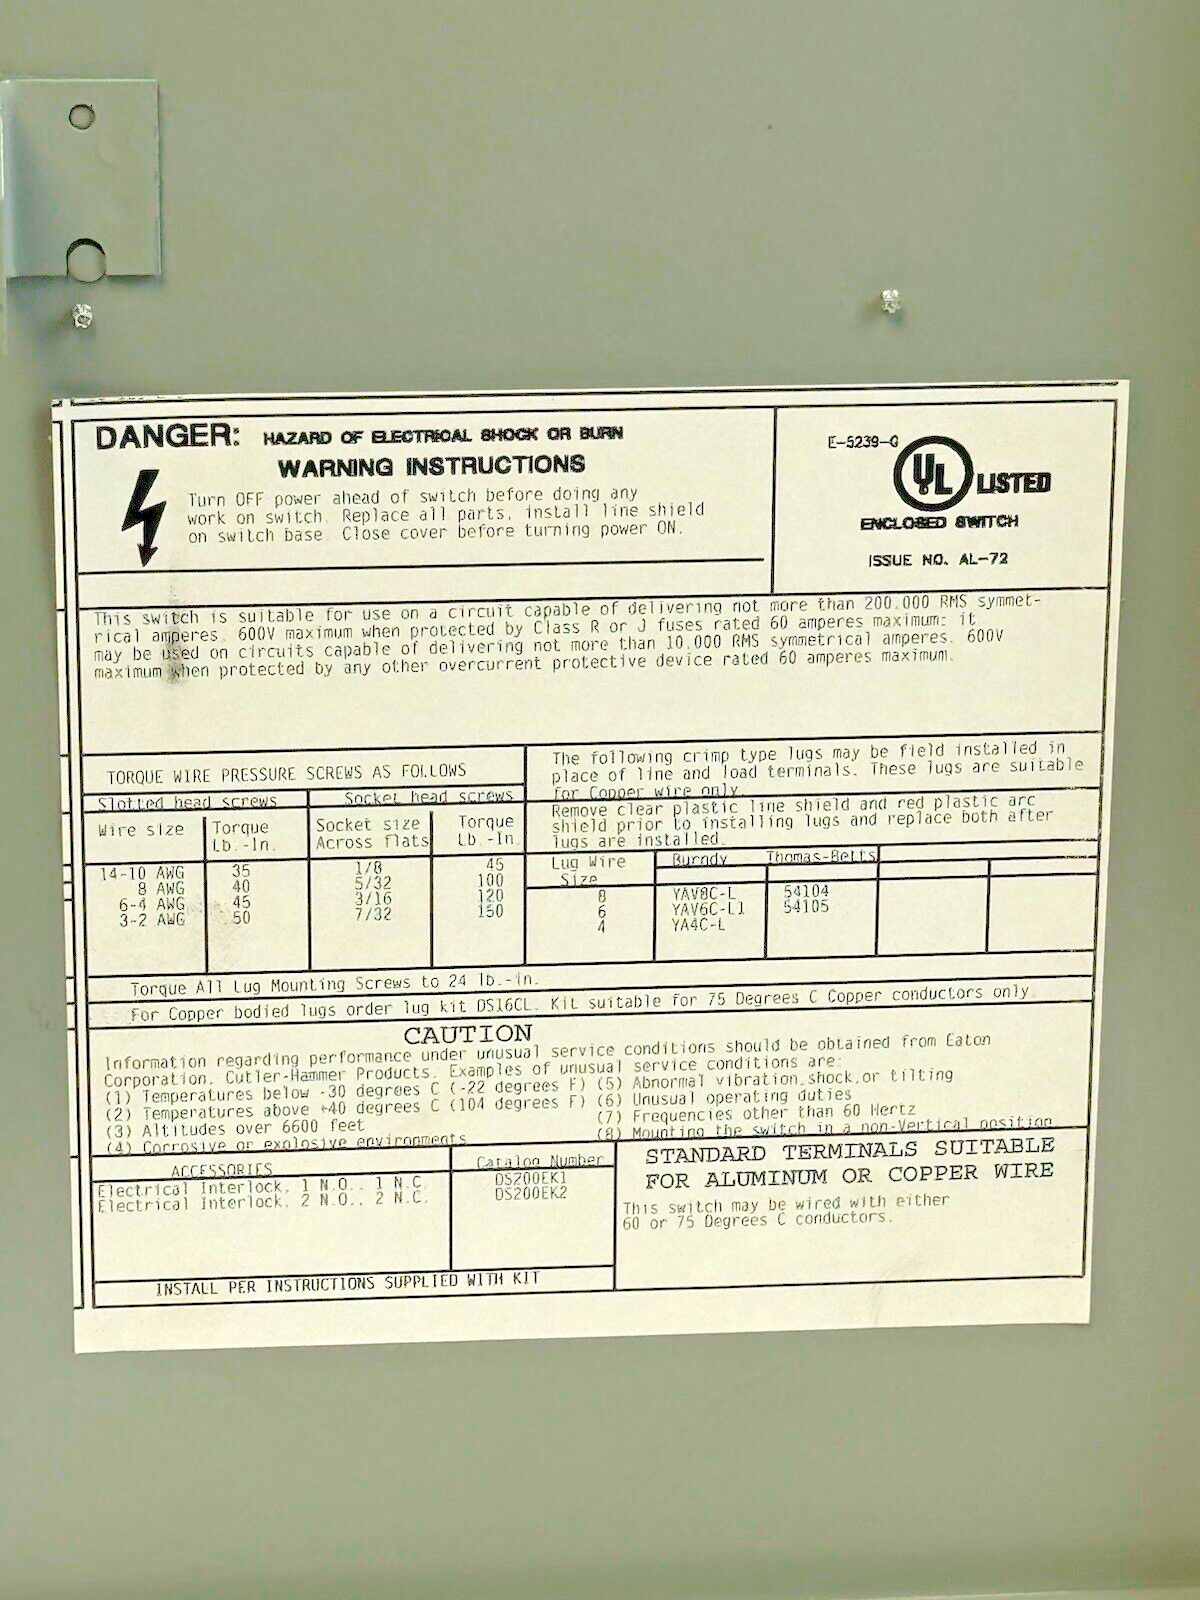 DANGER: HAZARD OF ELECTRICAL SHOCK OR BURN
WARNING INSTRUCTIONS
Turn OFF power ahead of switch before doing any
work on switch. Replace all parts, install line shield
on switch base. Close cover before turning power ON.
E-5239-G
UL LISTED
ENCLOSED SWITCH
ISSUE NO. AL-72
This switch is suitable for use on a circuit capable of delivering not more than 200.000 RMS symmet-
rical amperes. 600V maximum when protected by Class R or J fuses rated 60 amperes maximum: it
may be used on circuits capable of delivering not more than 10.000 RMS symmetrical amperes. 600V
maximum when protected by any other overcurrent protective device rated 60 amperes maximum.
TORQUE WIRE PRESSURE SCREWS AS FOLLOWS
Slotted head screws Socket head screws
Wire size Torque Lb.-In. Socket size Across flats Torque Lb.-In
14-10 AWG 35 1/8 45
8 AWG 40 5/32 100
6-4 AWG 45 3/16 120
3-2 AWG 50 7/32 150
The following crimp type lugs may be field installed in
place of line and load terminals. These lugs are suitable
for Copper wire only.
Remove clear plastic line shield and red plastic arc
shield prior to installing lugs and replace both after
lugs are installed.
Lug Wire Size Burndy Thomas-Betts
8 YAV8C-L 54104
6 YAV6C-L1 54105
4 YA4C-L
Torque All Lug Mounting Screws to 24 lb.-in.
For Copper bodied lugs order lug kit DS16CL. Kit suitable for 75 Degrees C Copper conductors only
CAUTION
Information regarding performance under unusual service conditions should be obtained from Eaton
Corporation, Cutler-Hammer Products. Examples of unusual service conditions are:
(1) Temperatures below -30 degrees C (-22 degrees F) (5) Abnormal vibration,shock,or tilting
(2) Temperatures above +40 degrees C (104 degrees F) (6) Unusual operating duties
(3) Altitudes over 6600 feet (7) Frequencies other than 60 Hertz
(4) Corrosive or explosive environments (8) Mounting the switch in a non-Vertical position
ACCESSORIES Catalog Number
Electrical Interlock, 1 N.O., 1 N.C. DS200EK1
Electrical Interlock, 2 N.O., 2 N.C. DS200EK2
INSTALL PER INSTRUCTIONS SUPPLIED WITH KIT
STANDARD TERMINALS SUITABLE
FOR ALUMINUM OR COPPER WIRE
This switch may be wired with either
60 or 75 Degrees C conductors.